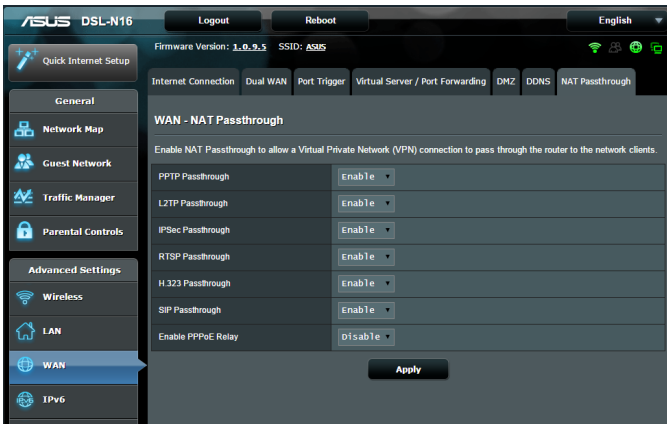 ASUS DSL-N16 Logout Reboot English
Firmware Version: 1.0.9.5 SSID: ASUS
Quick Internet Setup
Internet Connection Dual WAN Port Trigger Virtual Server / Port Forwarding DMZ DDNS NAT Passthrough
General
Network Map
Guest Network
Traffic Manager
Parental Controls
Advanced Settings
Wireless
LAN
WAN
IPv6
IPv6
WAN - NAT Passthrough
Enable NAT Passthrough to allow a Virtual Private Network (VPN) connection to pass through the router to the network clients.
PPTP Passthrough Enable
L2TP Passthrough Enable
IPSec Passthrough Enable
RTSP Passthrough Enable
H.323 Passthrough Enable
SIP Passthrough Enable
Enable PPPoE Relay Disable
Apply